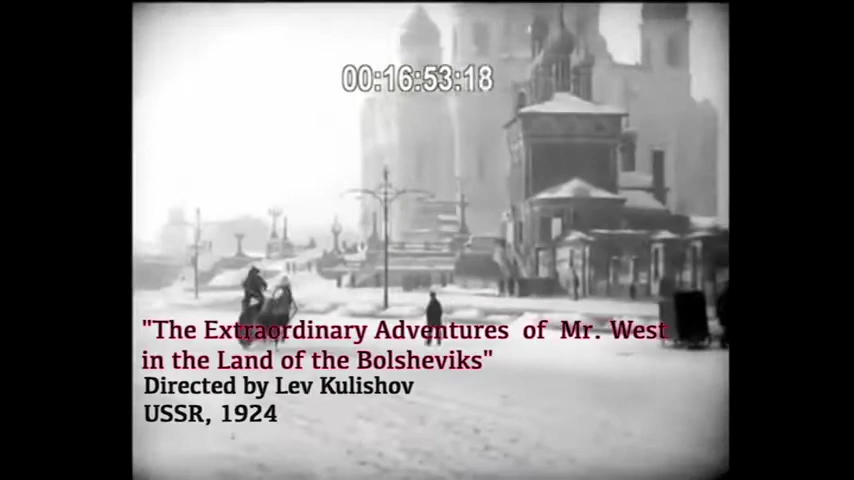 00:16:53:18
"The Extraordinary Adventures of Mr. West
in the Land of the Bolsheviks"
Directed by Lev Kulishov
USSR, 1924